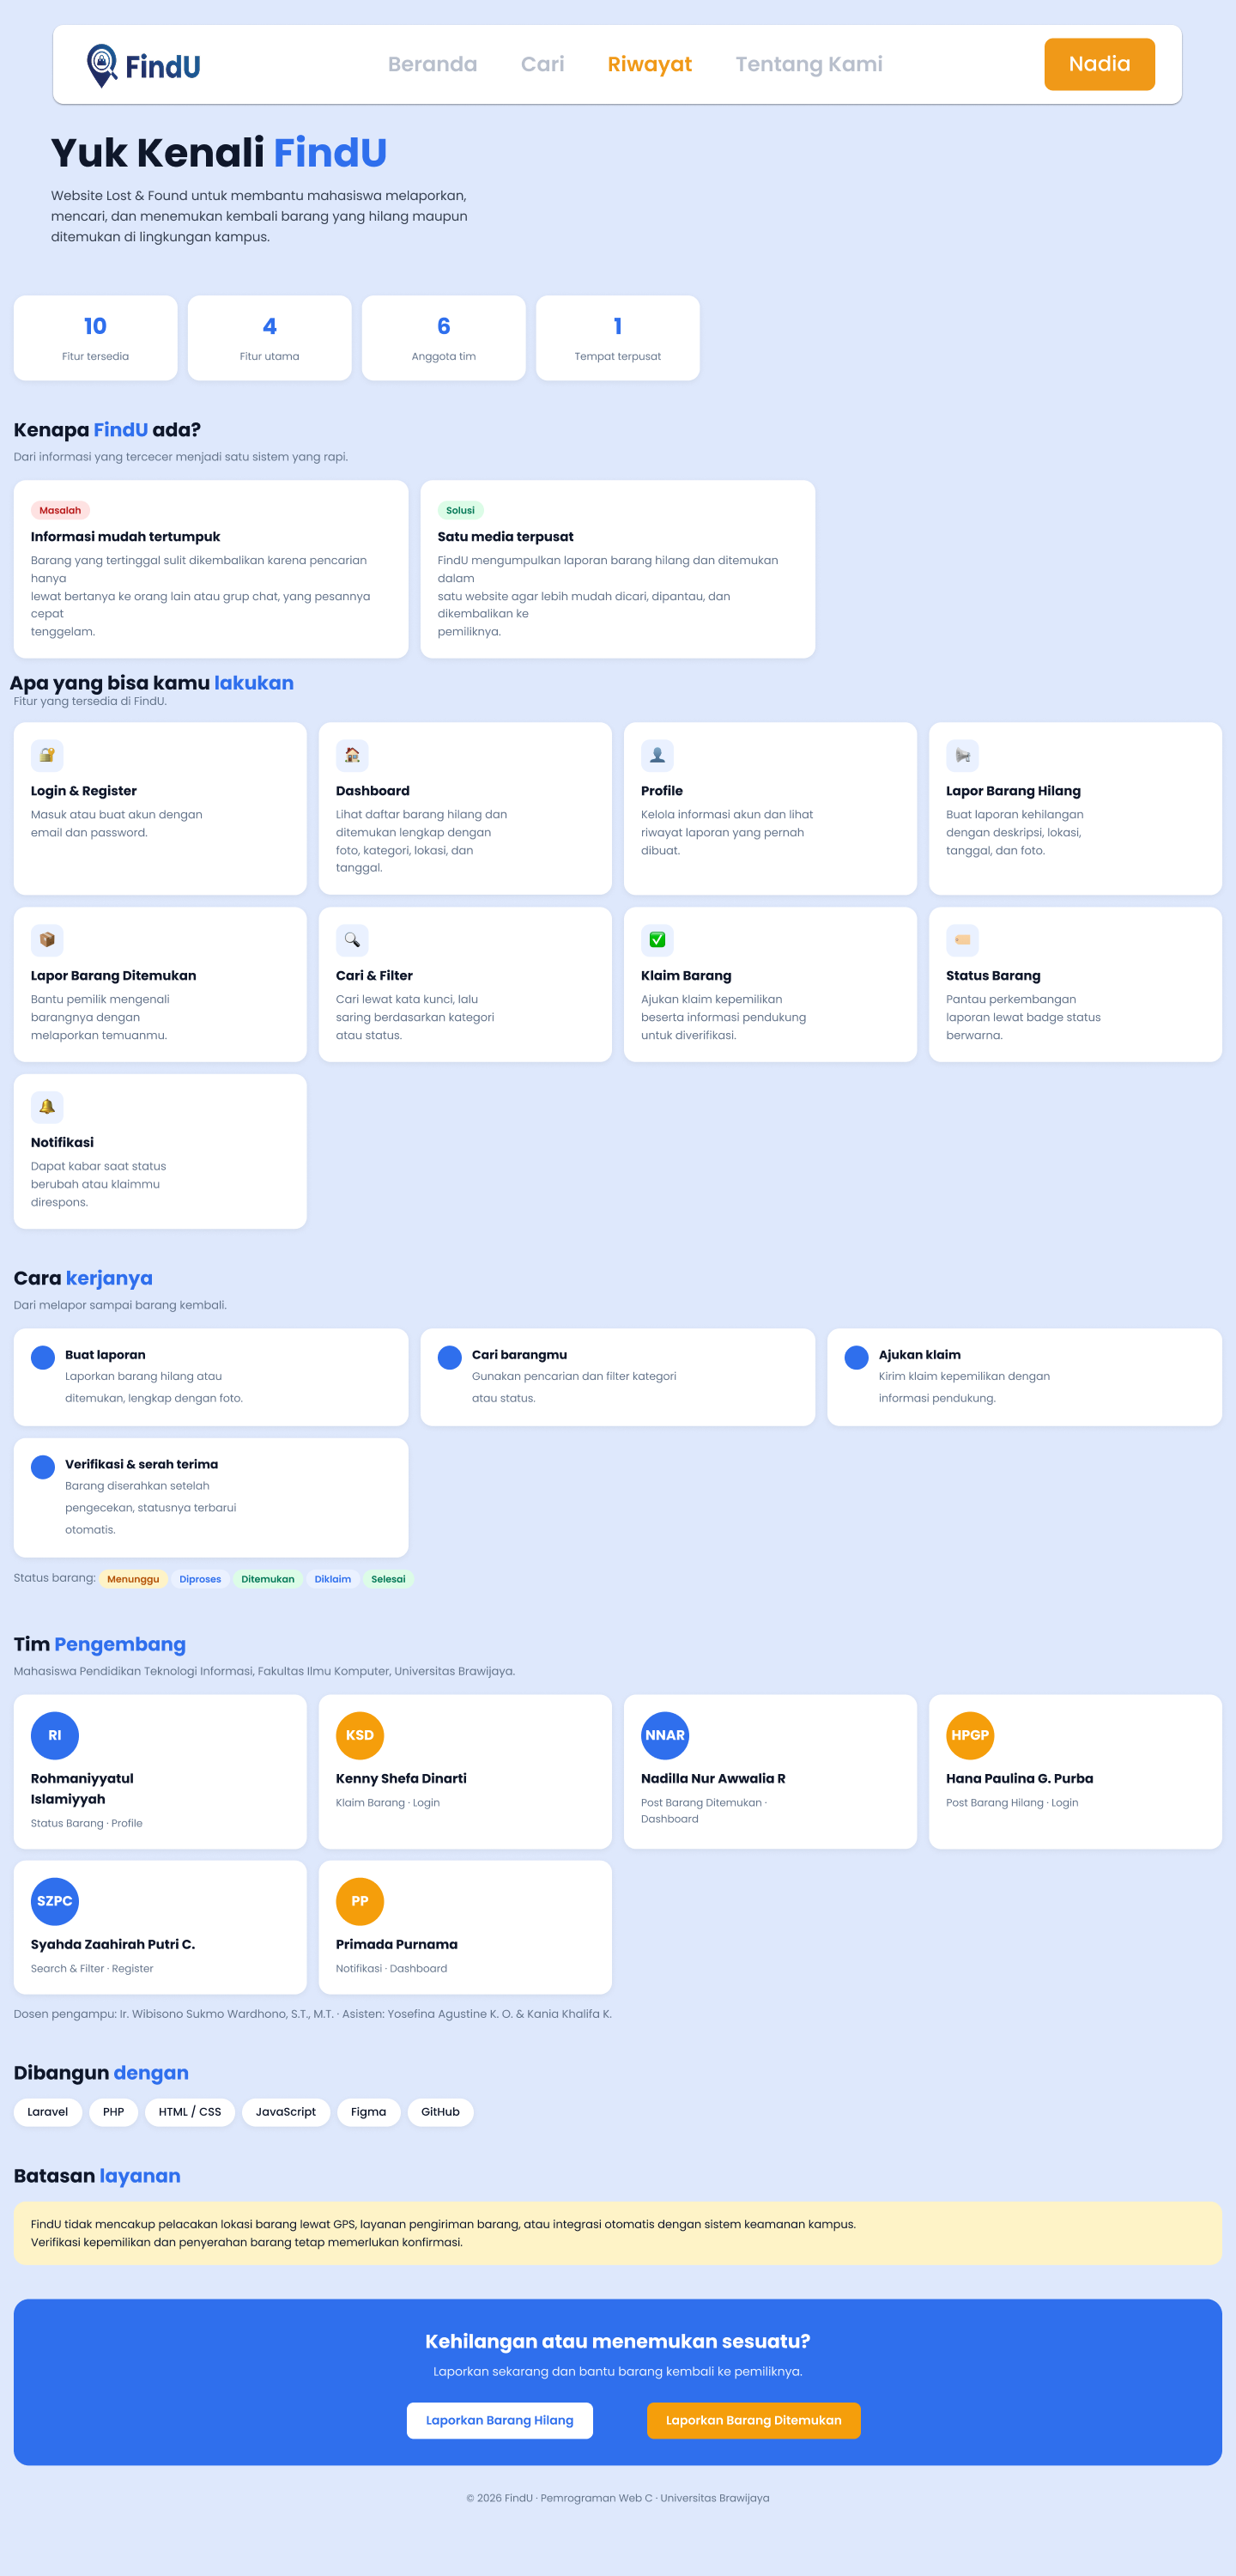 FindU
Beranda Cari Riwayat Tentang Kami Nadia
Yuk Kenali FindU
Website Lost & Found untuk membantu mahasiswa melaporkan,
mencari, dan menemukan kembali barang yang hilang maupun
ditemukan di lingkungan kampus.
10
Fitur tersedia
4
Fitur utama
6
Anggota tim
1
Tempat terpusat
Kenapa FindU ada?
Dari informasi yang tercecer menjadi satu sistem yang rapi.
Masalah
Informasi mudah tertumpuk
Barang yang tertinggal sulit dikembalikan karena pencarian
hanya
lewat bertanya ke orang lain atau grup chat, yang pesannya
cepat
tenggelam.
Solusi
Satu media terpusat
FindU mengumpulkan laporan barang hilang dan ditemukan
dalam
satu website agar lebih mudah dicari, dipantau, dan
dikembalikan ke
pemiliknya.
Apa yang bisa kamu lakukan
Fitur yang tersedia di FindU.
Login & Register
Masuk atau buat akun dengan
email dan password.
Dashboard
Lihat daftar barang hilang dan
ditemukan lengkap dengan
foto, kategori, lokasi, dan
tanggal.
Profile
Kelola informasi akun dan lihat
riwayat laporan yang pernah
dibuat.
Lapor Barang Hilang
Buat laporan kehilangan
dengan deskripsi, lokasi,
tanggal, dan foto.
Lapor Barang Ditemukan
Bantu pemilik mengenali
barangnya dengan
melaporkan temuanmu.
Cari & Filter
Cari lewat kata kunci, lalu
saring berdasarkan kategori
atau status.
Klaim Barang
Ajukan klaim kepemilikan
beserta informasi pendukung
untuk diverifikasi.
Status Barang
Pantau perkembangan
laporan lewat badge status
berwarna.
Notifikasi
Dapat kabar saat status
berubah atau klaimmu
direspons.
Cara kerjanya
Dari melapor sampai barang kembali.
Buat laporan
Laporkan barang hilang atau
ditemukan, lengkap dengan foto.
Cari barangmu
Gunakan pencarian dan filter kategori
atau status.
Ajukan klaim
Kirim klaim kepemilikan dengan
informasi pendukung.
Verifikasi & serah terima
Barang diserahkan setelah
pengecekan, statusnya terbarui
otomatis.
Status barang: Menunggu Diproses Ditemukan Diklaim Selesai
Tim Pengembang
Mahasiswa Pendidikan Teknologi Informasi, Fakultas Ilmu Komputer, Universitas Brawijaya.
RI
Rohmaniyyatul
Islamiyyah
Status Barang · Profile
KSD
Kenny Shefa Dinarti
Klaim Barang · Login
NNAR
Nadilla Nur Awwalia R
Post Barang Ditemukan ·
Dashboard
HPGP
Hana Paulina G. Purba
Post Barang Hilang · Login
SZPC
Syahda Zaahirah Putri C.
Search & Filter · Register
PP
Primada Purnama
Notifikasi · Dashboard
Dosen pengampu: Ir. Wibisono Sukmo Wardhono, S.T., M.T. · Asisten: Yosefina Agustine K. O. & Kania Khalifa K.
Dibangun dengan
Laravel PHP HTML / CSS JavaScript Figma GitHub
Batasan layanan
FindU tidak mencakup pelacakan lokasi barang lewat GPS, layanan pengiriman barang, atau integrasi otomatis dengan sistem keamanan kampus.
Verifikasi kepemilikan dan penyerahan barang tetap memerlukan konfirmasi.
Kehilangan atau menemukan sesuatu?
Laporkan sekarang dan bantu barang kembali ke pemiliknya.
Laporkan Barang Hilang Laporkan Barang Ditemukan
© 2026 FindU · Pemrograman Web C · Universitas Brawijaya